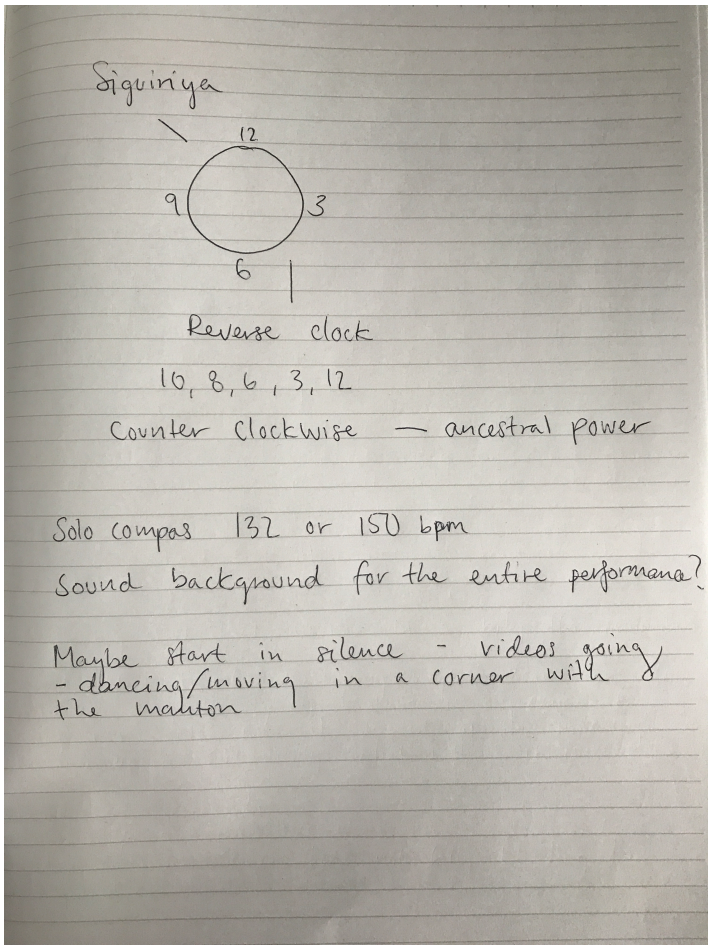 Siguiriya
12
9 3
6
Reverse clock
10, 8, 6, 3, 12
Counter Clockwise — ancestral power
Solo compas 132 or 150 bpm
Sound background for the entire performance?
Maybe start in silence - videos going
- dancing/moving in a corner with
the manton